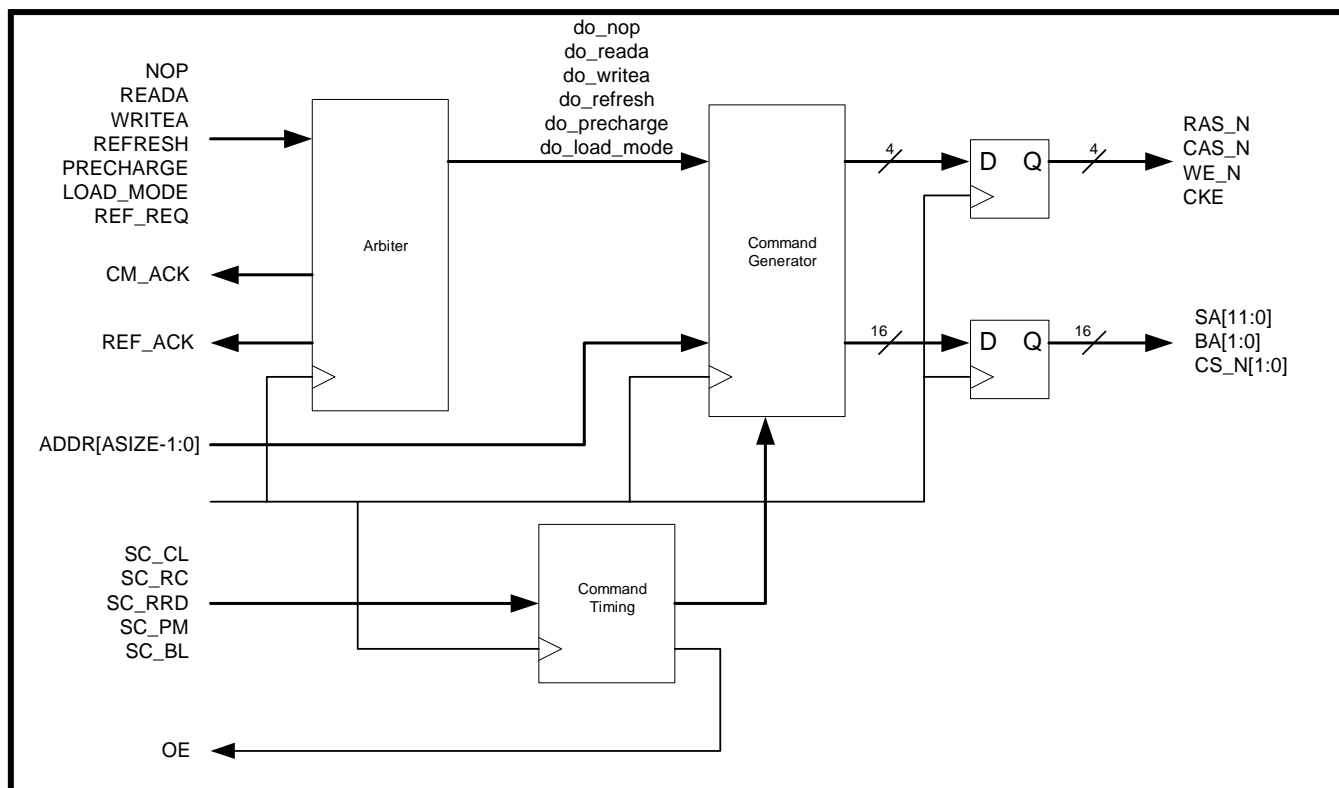 do_nop
do_reada
do_writea
do_refresh
do_precharge
do_load_mode
NOP
READA
WRITEA
REFRESH
PRECHARGE
LOAD_MODE
REF_REQ
CM_ACK
REF_ACK
ADDR[ASIZE-1:0]
Arbiter
Command
Generator
4
D Q
4
RAS_N
CAS_N
WE_N
CKE
16
D Q
16
SA[11:0]
BA[1:0]
CS_N[1:0]
SC_CL
SC_RC
SC_RRD
SC_PM
SC_BL
Command
Timing
OE